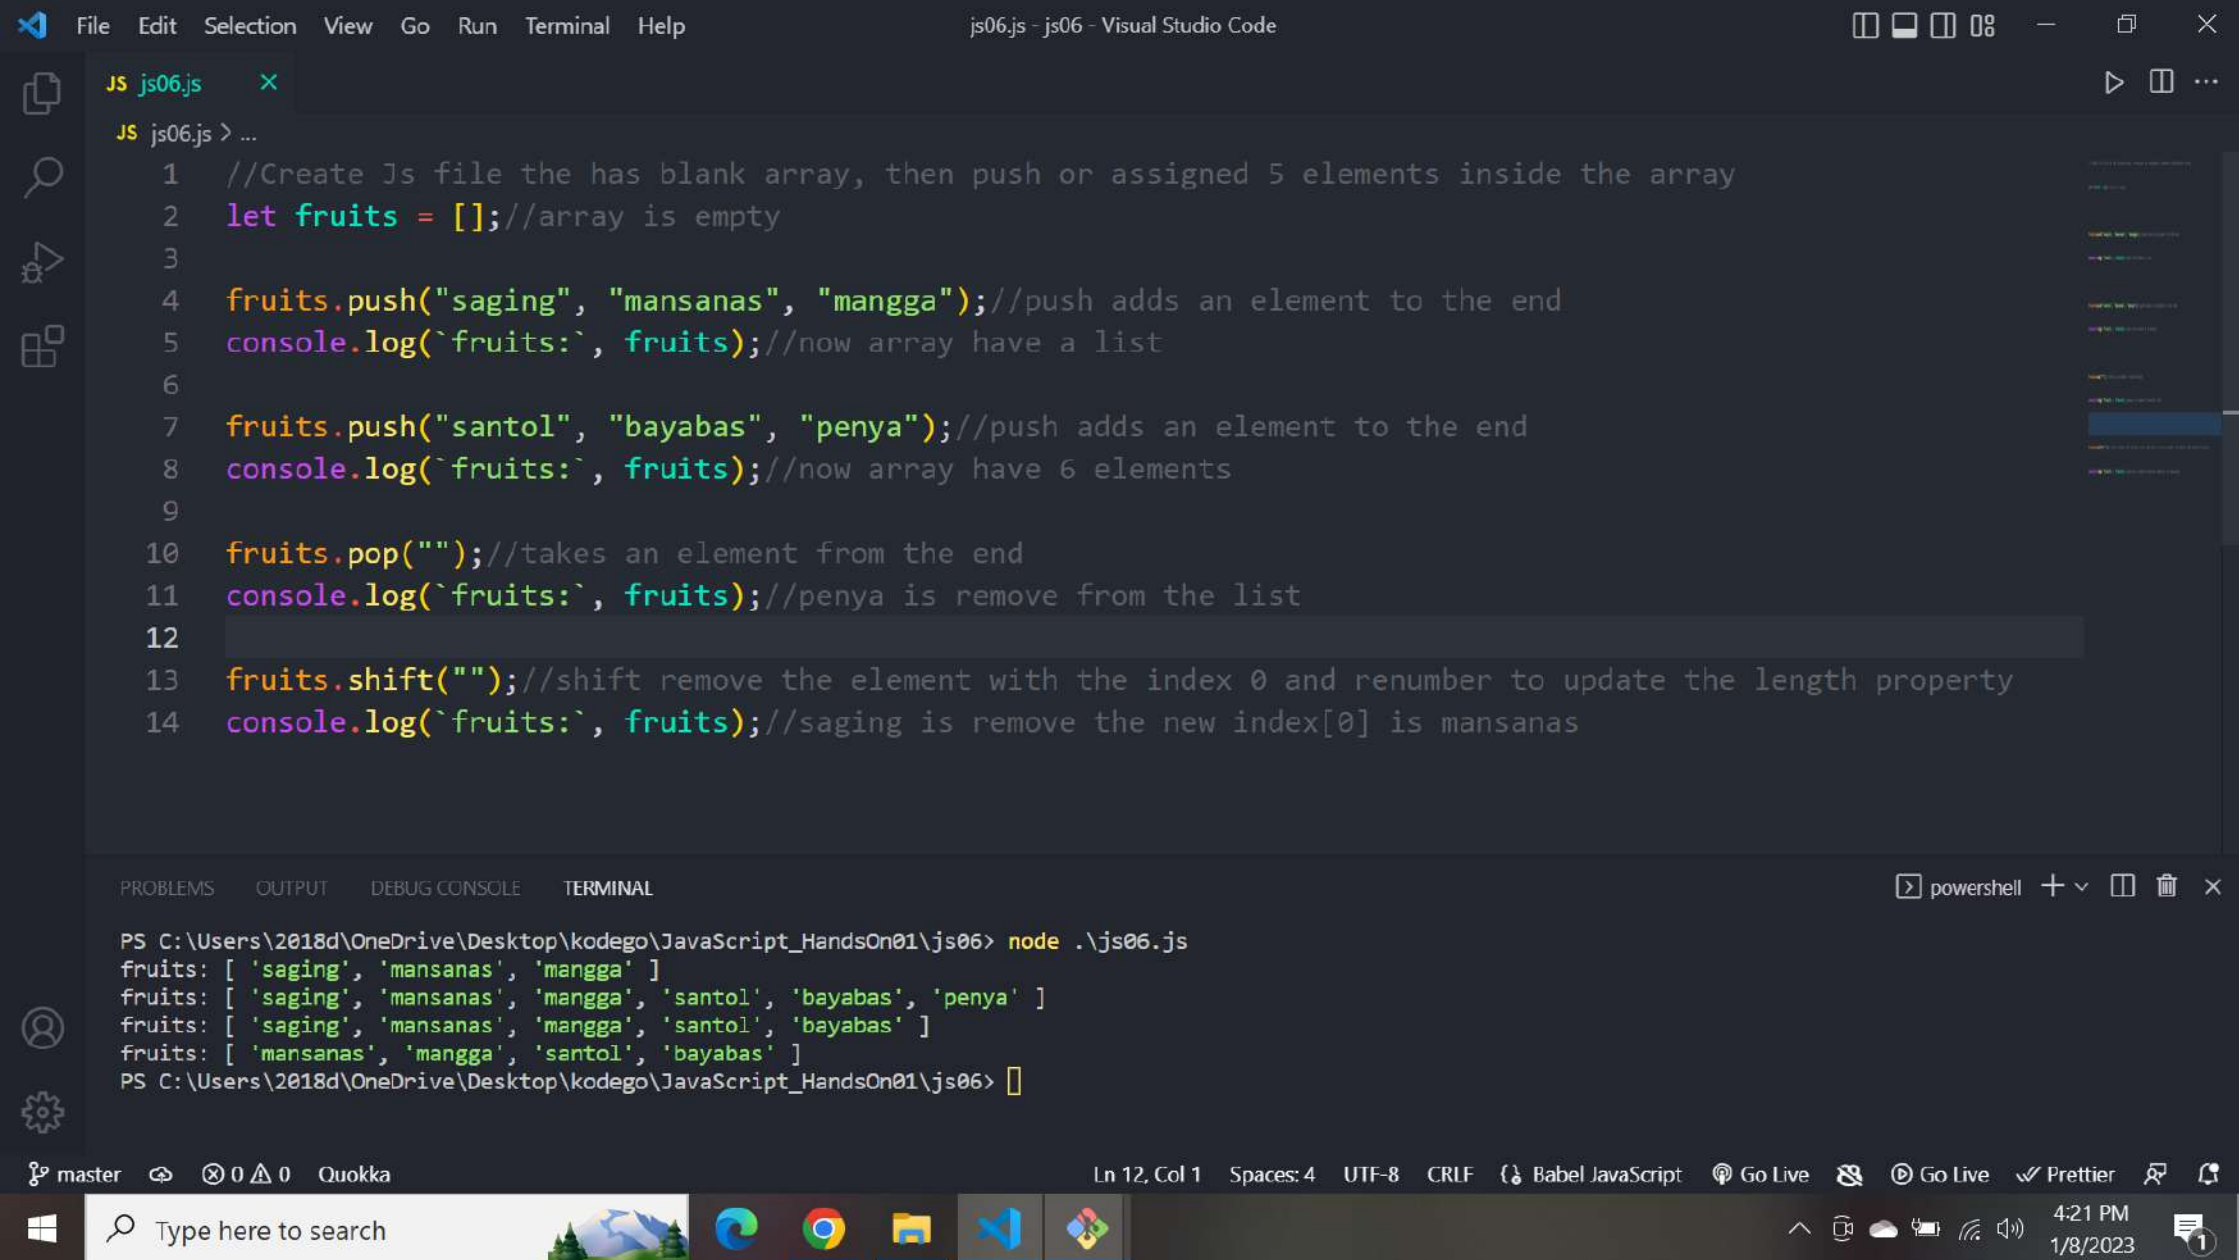 File Edit Selection View Go Run Terminal Help js06.js - js06 - Visual Studio Code
JS js06.js
JS js06.js > ...
1 //Create Js file the has blank array, then push or assigned 5 elements inside the array
2 let fruits = [];//array is empty
3
4 fruits.push("saging", "mansanas", "mangga");//push adds an element to the end
5 console.log(`fruits:`, fruits);//now array have a list
6
7 fruits.push("santol", "bayabas", "penya");//push adds an element to the end
8 console.log(`fruits:`, fruits);//now array have 6 elements
9
10 fruits.pop("");//takes an element from the end
11 console.log(`fruits:`, fruits);//penya is remove from the list
12
13 fruits.shift("");//shift remove the element with the index 0 and renumber to update the length property
14 console.log(`fruits:`, fruits);//saging is remove the new index[0] is mansanas
PROBLEMS OUTPUT DEBUG CONSOLE TERMINAL powershell
PS C:\Users\2018d\OneDrive\Desktop\kodego\JavaScript_HandsOn01\js06> node .\js06.js
fruits: [ 'saging', 'mansanas', 'mangga' ]
fruits: [ 'saging', 'mansanas', 'mangga', 'santol', 'bayabas', 'penya' ]
fruits: [ 'saging', 'mansanas', 'mangga', 'santol', 'bayabas' ]
fruits: [ 'mansanas', 'mangga', 'santol', 'bayabas' ]
PS C:\Users\2018d\OneDrive\Desktop\kodego\JavaScript_HandsOn01\js06>
master 0 0 Quokka Ln 12, Col 1 Spaces: 4 UTF-8 CRLF Babel JavaScript Go Live Go Live Prettier
Type here to search
4:21 PM
1/8/2023
1